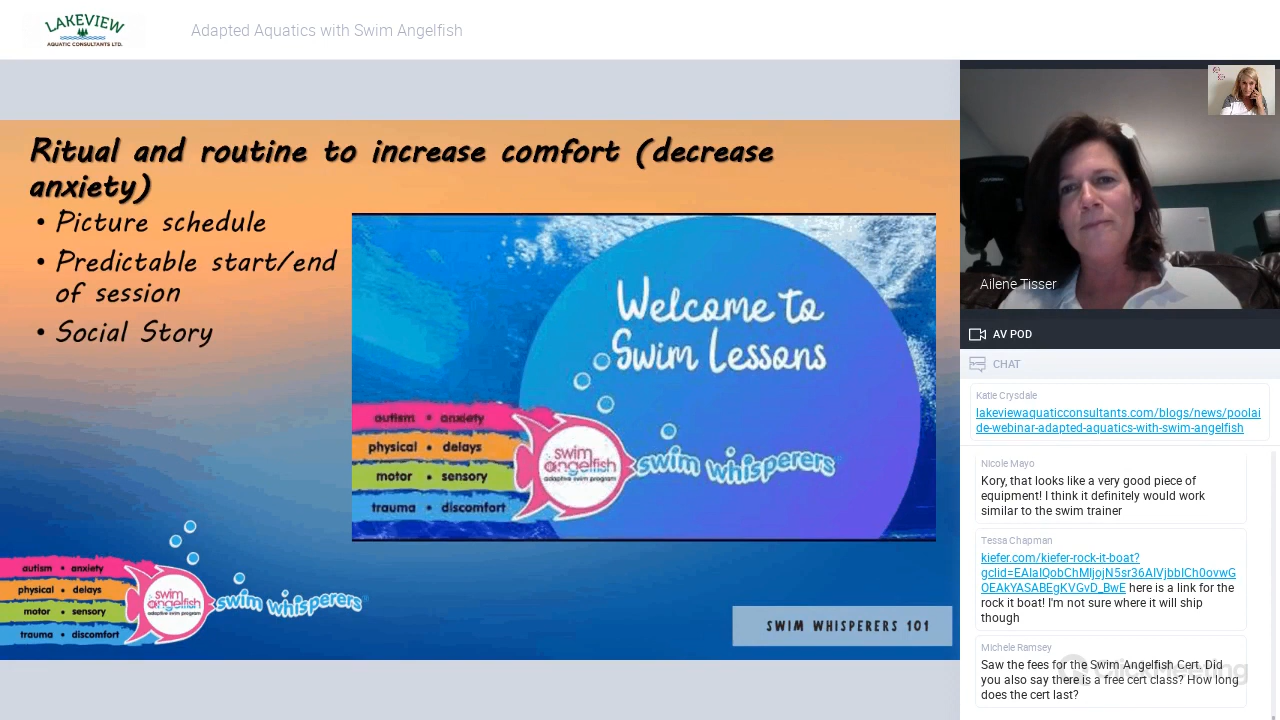 LAKEVIEW
AQUATIC CONSULTANTS LTD.
Adapted Aquatics with Swim Angelfish
Ritual and routine to increase comfort (decrease
anxiety)
• Picture schedule
• Predictable start/end
of session
• Social Story
Welcome to
Swim Lessons
autism • anxiety
physical • delays
motor • sensory
trauma • discomfort
swim
angelfish
adaptive swim program
swim whisperers
autism • anxiety
physical • delays
motor • sensory
trauma • discomfort
swim
angelfish
adaptive swim program
swim whisperers
SWIM WHISPERERS 101
Ailene Tisser
AV POD
CHAT
Katie Crysdale
lakeviewaquaticconsultants.com/blogs/news/poolsi
de-webinar-adapted-aquatics-with-swim-angelfish
Nicole Mayo
Kory, that looks like a very good piece of
equipment! I think it definitely would work
similar to the swim trainer
Tessa Chapman
kiefer.com/kiefer-rock-it-boat?
gclid=EAIaIQobChMIjojN5sr36AIVjbbICh0ovwG
OEAkYASABEgKVGvD_BwE here is a link for the
rock it boat! I'm not sure where it will ship
though
Michele Ramsey
Saw the fees for the Swim Angelfish Cert. Did
you also say there is a free cert class? How long
does the cert last?
ClickMeeting